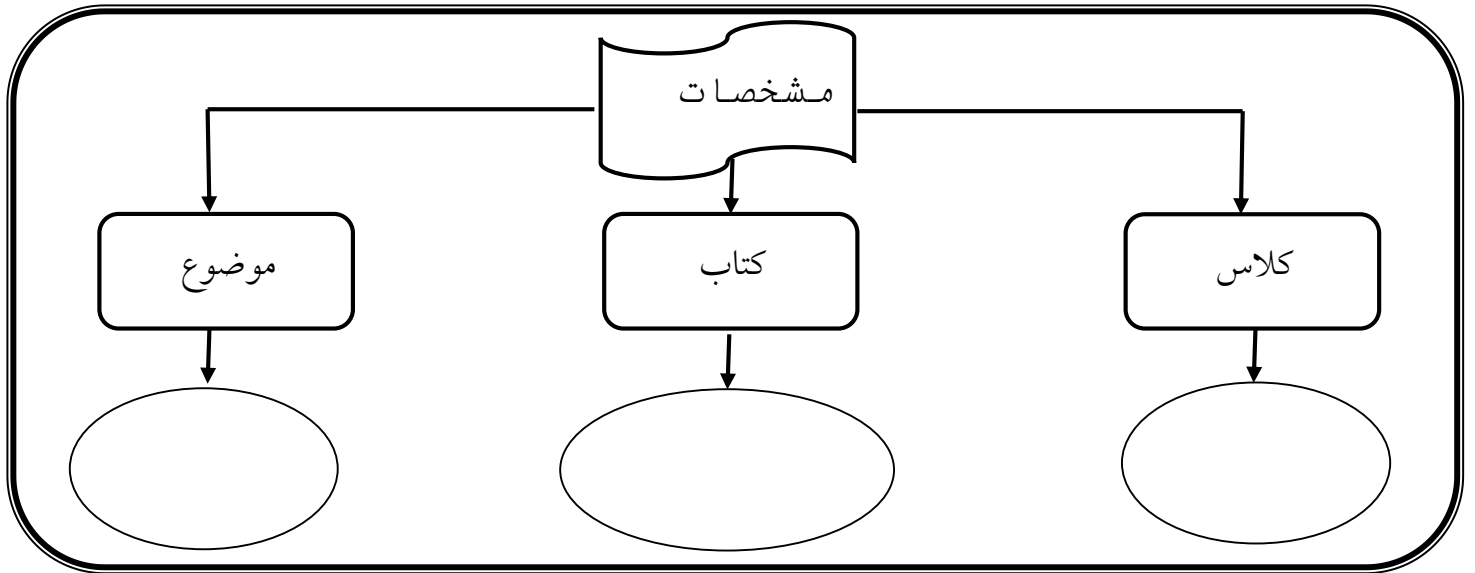 مشخصات
کلاس
کتاب
موضوع